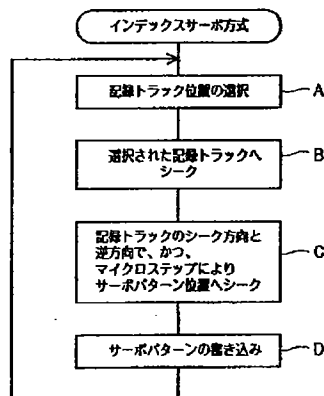 インデックスサーボ方式
記録トラック位置の選択
A
選択された記録トラックへ
シーク
B
記録トラックのシーク方向と
逆方向で、かつ、
マイクロステップにより
サーボパターン位置へシーク
C
サーボパターンの書き込み
D